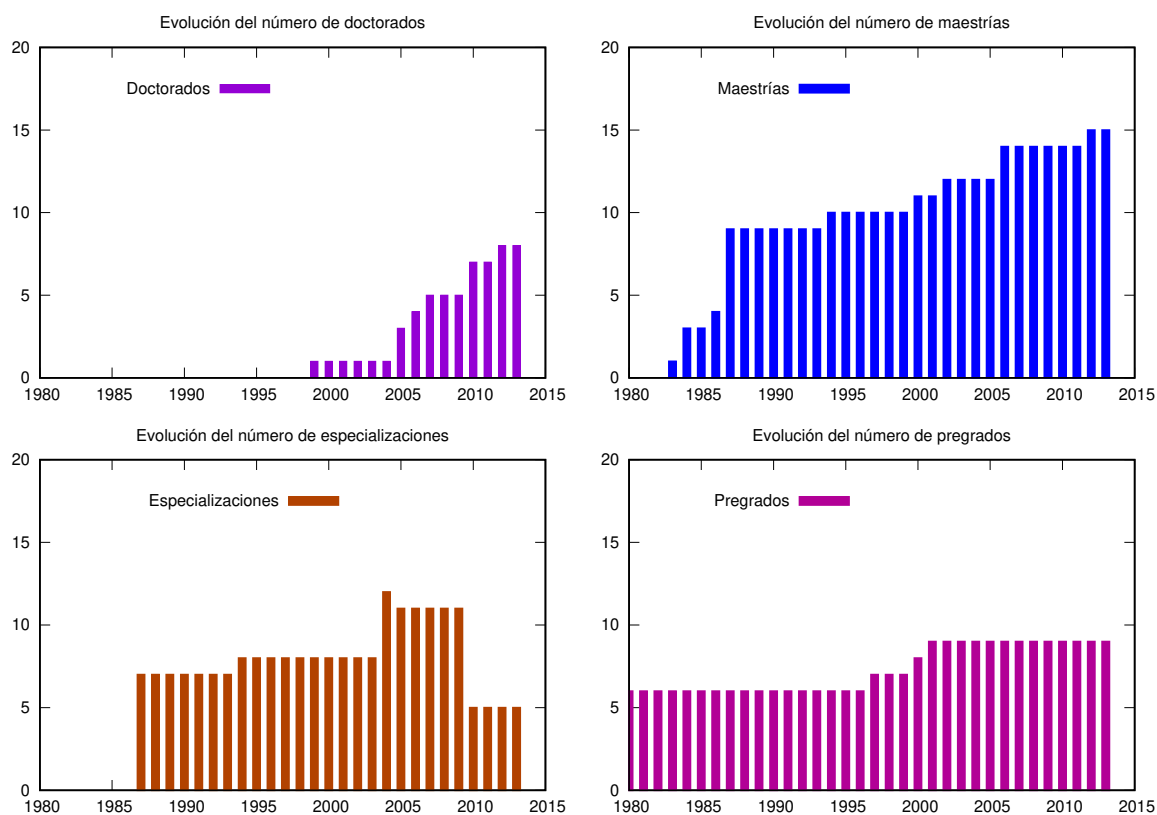 Evolución del número de doctorados
20
15
10
5
0
Doctorados
1980 1985 1990 1995 2000 2005 2010 2015
Evolución del número de maestrías
20
15
10
5
0
Maestrías
1980 1985 1990 1995 2000 2005 2010 2015
Evolución del número de especializaciones
20
15
10
5
0
Especializaciones
1980 1985 1990 1995 2000 2005 2010 2015
Evolución del número de pregrados
20
15
10
5
0
Pregrados
1980 1985 1990 1995 2000 2005 2010 2015